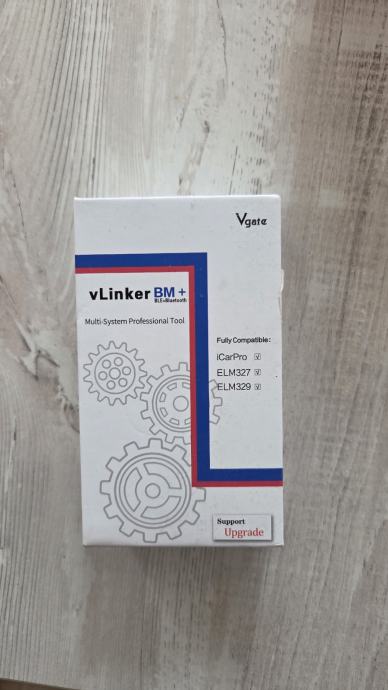 Vgate
vLinker BM+
BLE+Bluetooth
Multi-System Professional Tool
Fully Compatible:
iCarPro ☑
ELM327 ☑
ELM329 ☑
Support
Upgrade